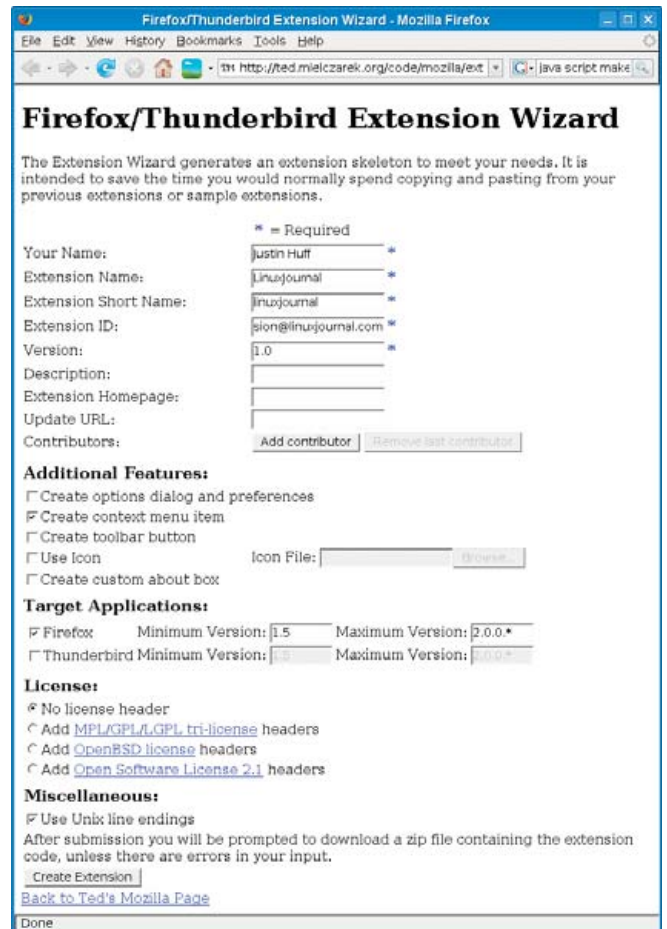 Firefox/Thunderbird Extension Wizard - Mozilla Firefox
File Edit View History Bookmarks Tools Help
http://ted.mielczarek.org/code/mozilla/ext java script make
Firefox/Thunderbird Extension Wizard
The Extension Wizard generates an extension skeleton to meet your needs. It is
intended to save the time you would normally spend copying and pasting from your
previous extensions or sample extensions.
* = Required
Your Name: Justin Huff *
Extension Name: LinuxJournal *
Extension Short Name: linuxjournal *
Extension ID: sion@linuxjournal.com *
Version: 1.0 *
Description:
Extension Homepage:
Update URL:
Contributors: Add contributor Remove last contributor
Additional Features:
Create options dialog and preferences
Create context menu item
Create toolbar button
Use Icon Icon File: Browse...
Create custom about box
Target Applications:
Firefox Minimum Version: 1.5 Maximum Version: 2.0.0.*
Thunderbird Minimum Version: 1.5 Maximum Version: 2.0.0.*
License:
No license header
Add MPL/GPL/LGPL tri-license headers
Add OpenBSD license headers
Add Open Software License 2.1 headers
Miscellaneous:
Use Unix line endings
After submission you will be prompted to download a zip file containing the extension
code, unless there are errors in your input.
Create Extension
Back to Ted's Mozilla Page
Done